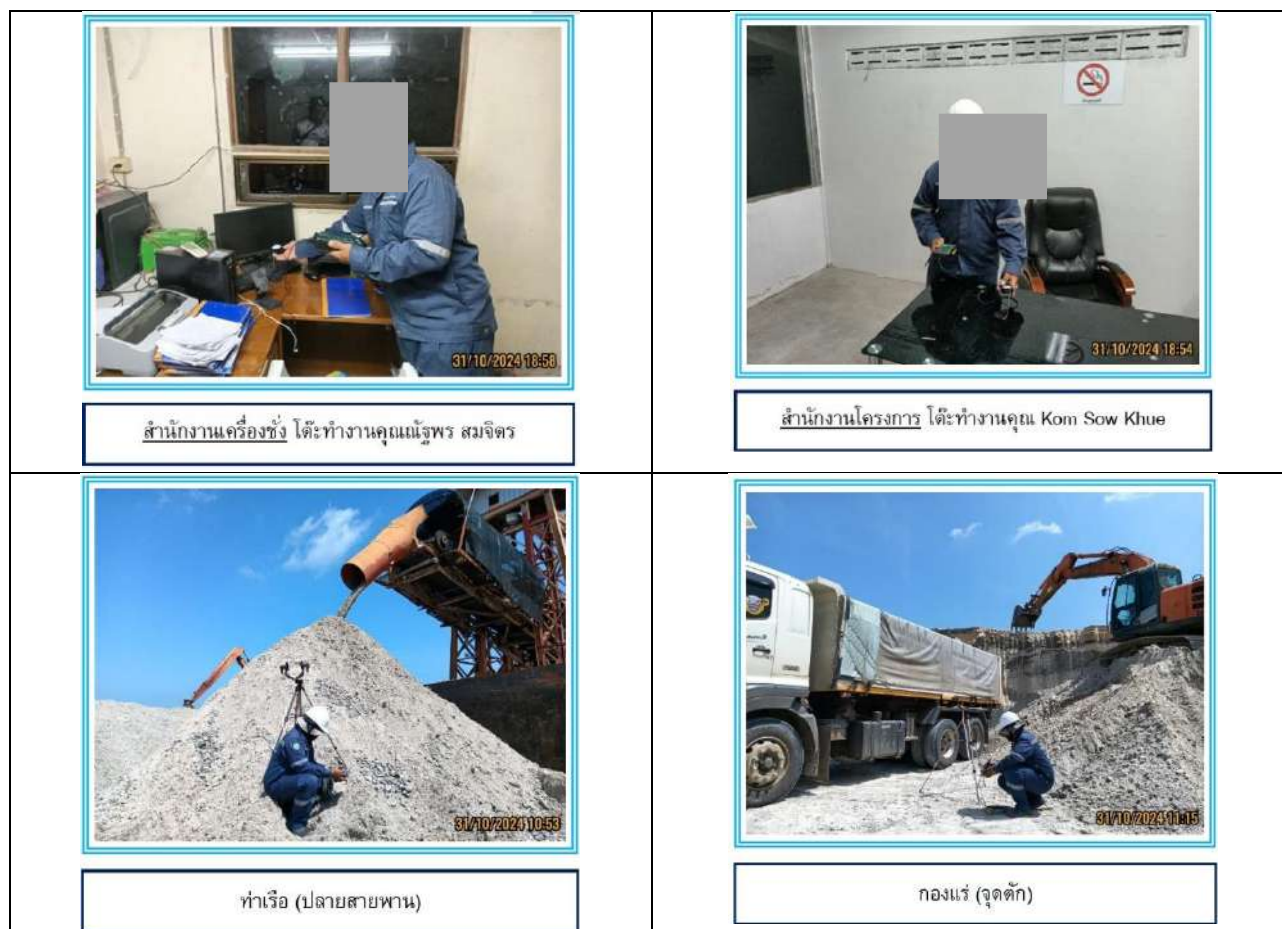 31/10/2024 18:58
31/10/2024 18:54
สำนักงานเครื่องชั่ง โต๊ะทำงานคุณณัฐพร สมจิตร
สำนักงานโครงการ โต๊ะทำงานคุณ Kom Sow Khue
31/10/2024 10:53
31/10/2024 11:15
ท่าเรือ (ปลายสายพาน)
กองแร่ (จุดตัก)